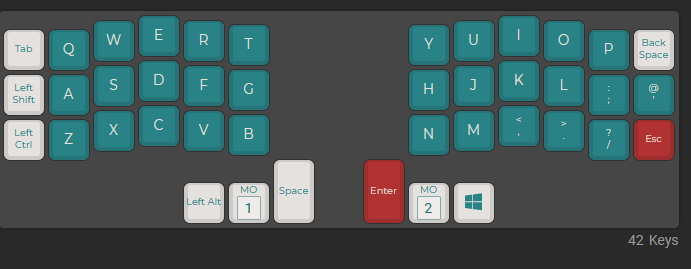 Tab Q W E R T Y U I O P Back Space
Left Shift A S D F G H J K L : ; @ '
Left Ctrl Z X C V B N M < , > . ? / Esc
Left Alt MO 1 Space Enter MO 2
42 Keys